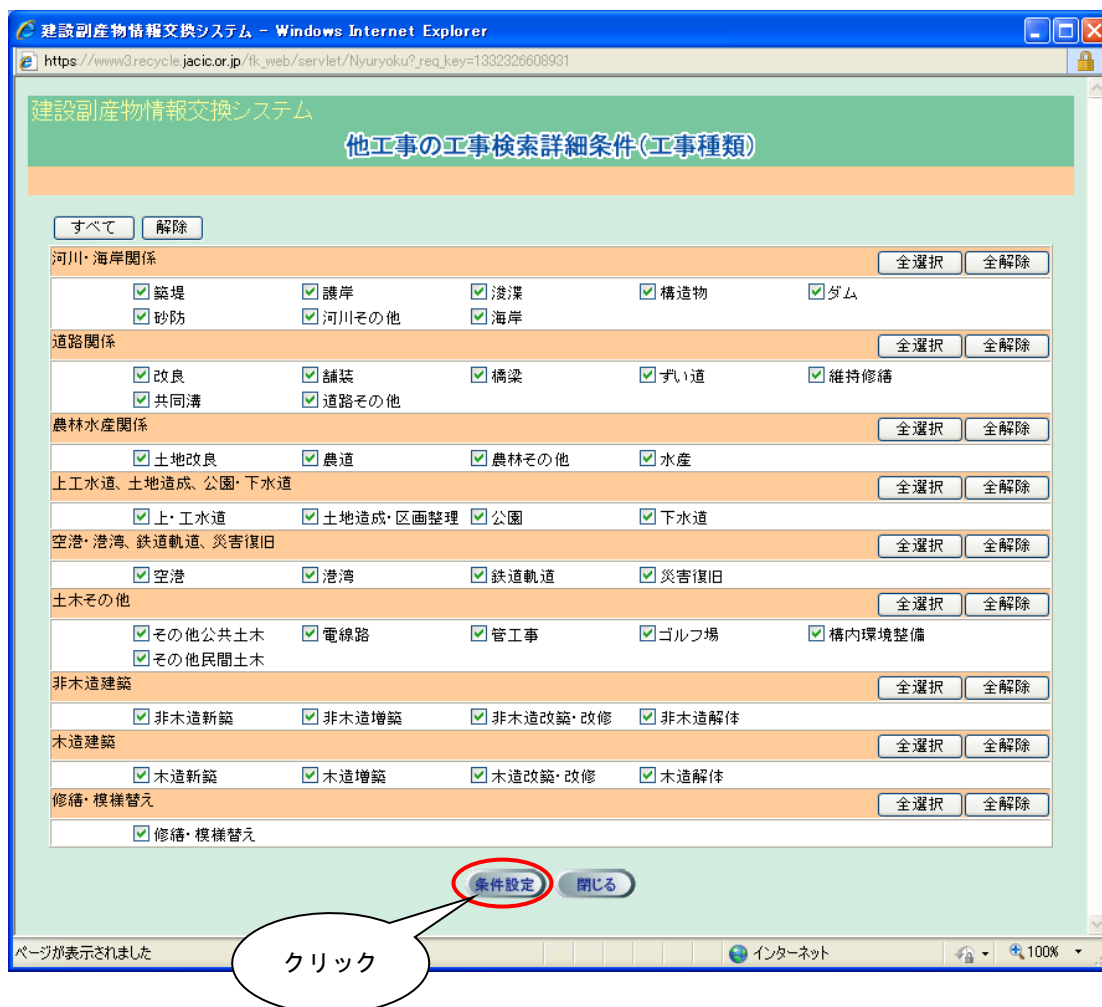 建設副産物情報交換システム - Windows Internet Explorer
https://www3.recycle.jacic.or.jp/fk_web/servlet/Nyuryoku?_req_key=1332326608931
建設副産物情報交換システム
他工事の工事検索詳細条件(工事種類)
すべて 解除
河川・海岸関係 全選択 全解除
築堤 護岸 浚渫 構造物 ダム
砂防 河川その他 海岸
道路関係 全選択 全解除
改良 舗装 橋梁 ずい道 維持修繕
共同溝 道路その他
農林水産関係 全選択 全解除
土地改良 農道 農林その他 水産
上工水道、土地造成、公園・下水道 全選択 全解除
上・工水道 土地造成・区画整理 公園 下水道
空港・港湾、鉄道軌道、災害復旧 全選択 全解除
空港 港湾 鉄道軌道 災害復旧
土木その他 全選択 全解除
その他公共土木 電線路 管工事 ゴルフ場 構内環境整備
その他民間土木
非木造建築 全選択 全解除
非木造新築 非木造増築 非木造改築・改修 非木造解体
木造建築 全選択 全解除
木造新築 木造増築 木造改築・改修 木造解体
修繕・模様替え 全選択 全解除
修繕・模様替え
条件設定 閉じる
クリック
ページが表示されました インターネット 100%